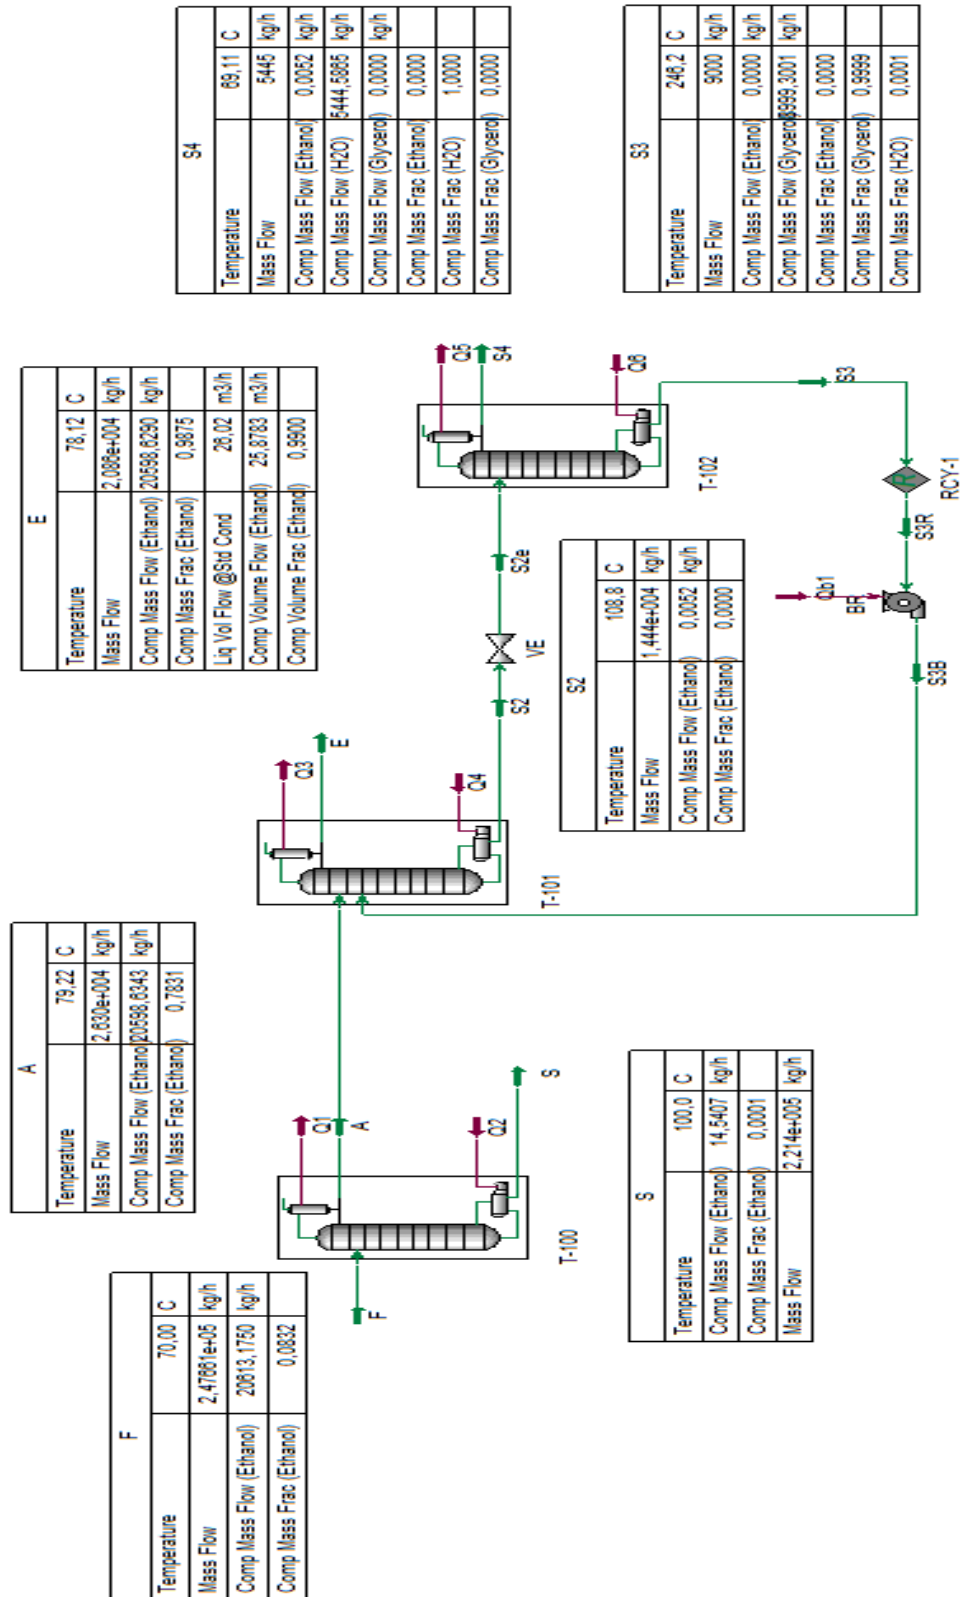 F
Temperature 70,00 C
Mass Flow 2,47661e+05 kg/h
Comp Mass Flow (Ethanol) 20613,1750 kg/h
Comp Mass Frac (Ethanol) 0,0832
A
Temperature 79,22 C
Mass Flow 2,630e+004 kg/h
Comp Mass Flow (Ethanol) 20598,6343 kg/h
Comp Mass Frac (Ethanol) 0,7831
E
Temperature 78,12 C
Mass Flow 2,086e+004 kg/h
Comp Mass Flow (Ethanol) 20598,6290 kg/h
Comp Mass Frac (Ethanol) 0,9875
Liq Vol Flow @Std Cond 26,02 m3/h
Comp Volume Flow (Ethanol) 25,8783 m3/h
Comp Volume Frac (Ethanol) 0,9900
S4
Temperature 69,11 C
Mass Flow 5445 kg/h
Comp Mass Flow (Ethanol) 0,0052 kg/h
Comp Mass Flow (H2O) 5444,5865 kg/h
Comp Mass Flow (Glycerol) 0,0000 kg/h
Comp Mass Frac (Ethanol) 0,0000
Comp Mass Frac (H2O) 1,0000
Comp Mass Frac (Glycerol) 0,0000
F
Q1
A
Q2
S
T-100
Q3
E
Q4
T-101
S2
VE
S2e
Q5
S4
Q6
T-102
S3
RCY-1
S3R
Qb1
BR
S3B
S
Temperature 100,0 C
Comp Mass Flow (Ethanol) 14,5407 kg/h
Comp Mass Frac (Ethanol) 0,0001
Mass Flow 2,214e+005 kg/h
S2
Temperature 108,8 C
Mass Flow 1,444e+004 kg/h
Comp Mass Flow (Ethanol) 0,0052 kg/h
Comp Mass Frac (Ethanol) 0,0000
S3
Temperature 246,2 C
Mass Flow 9000 kg/h
Comp Mass Flow (Ethanol) 0,0000 kg/h
Comp Mass Flow (Glycerol) 8999,3001 kg/h
Comp Mass Frac (Ethanol) 0,0000
Comp Mass Frac (Glycerol) 0,9999
Comp Mass Frac (H2O) 0,0001